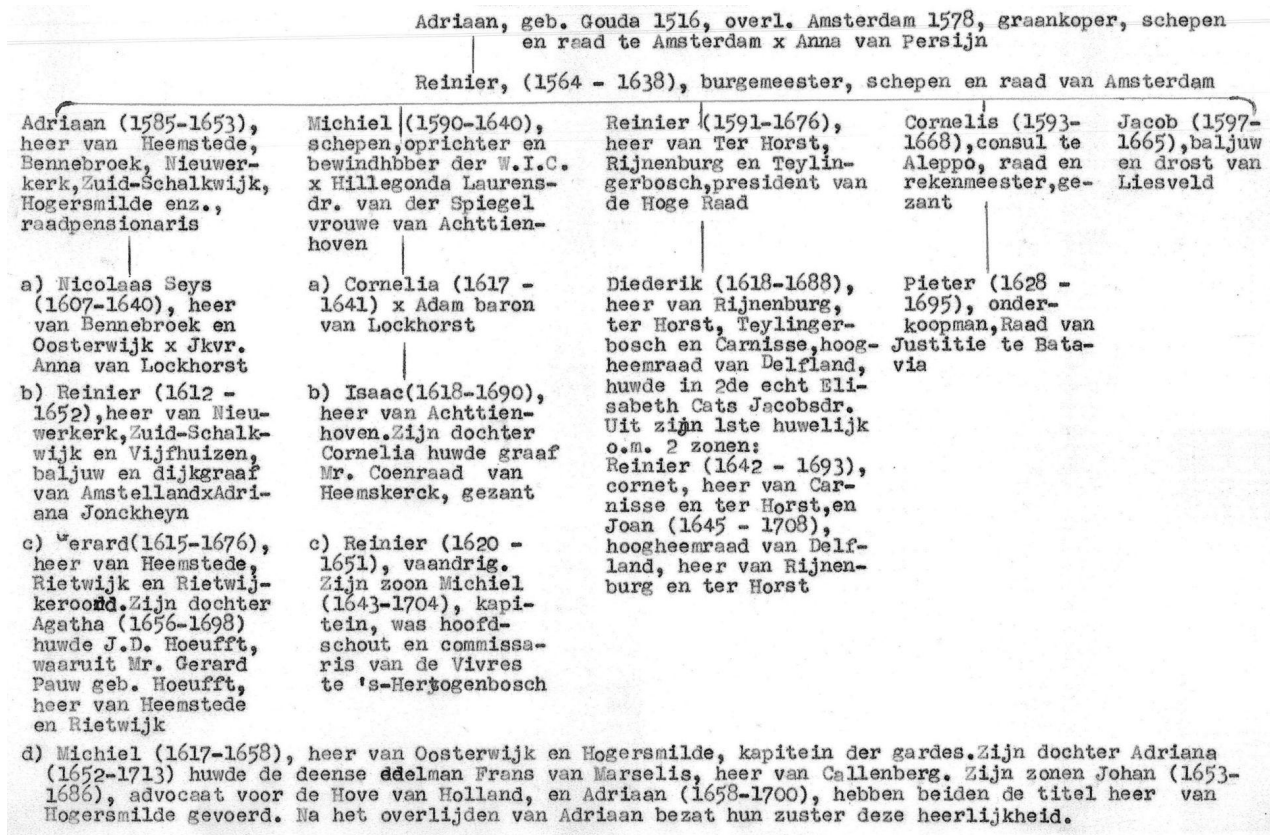 Adriaan, geb. Gouda 1516, overl. Amsterdam 1578, graankoper, schepen
en raad te Amsterdam x Anna van Persijn
Reinier, (1564 - 1638), burgemeester, schepen en raad van Amsterdam
Adriaan (1585-1653),
heer van Heemstede,
Bennebroek, Nieuwer-
kerk,Zuid-Schalkwijk,
Hogersmilde enz.,
raadpensionaris
a) Nicolaas Seys
(1607-1640), heer
van Bennebroek en
Oosterwijk x Jkvr.
Anna van Lockhorst
b) Reinier (1612 -
1652),heer van Nieu-
werkerk,Zuid-Schalk-
wijk en Vijfhuizen,
baljuw en dijkgraaf
van AmstellandxAdri-
ana Jonckheyn
c) Gerard(1615-1676),
heer van Heemstede,
Rietwijk en Rietwij-
keroord.Zijn dochter
Agatha (1656-1698)
huwde J.D. Hoeufft,
waaruit Mr. Gerard
Pauw geb. Hoeufft,
heer van Heemstede
en Rietwijk
Michiel (1590-1640),
schepen,oprichter en
bewindhbber der W.I.C.
x Hillegonda Laurens-
dr. van der Spiegel
vrouwe van Achttien-
hoven
a) Cornelia (1617 -
1641) x Adam baron
van Lockhorst
b) Isaac(1618-1690),
heer van Achttien-
hoven.Zijn dochter
Cornelia huwde graaf
Mr. Coenraad van
Heemskerck, gezant
c) Reinier (1620 -
1651), vaandrig.
Zijn zoon Michiel
(1643-1704), kapi-
tein, was hoofd-
schout en commissa-
ris van de Vivres
te 's-Hertogenbosch
Reinier (1591-1676),
heer van Ter Horst,
Rijnenburg en Teylin-
gerbosch,president van
de Hoge Raad
Diederik (1618-1688),
heer van Rijnenburg,
ter Horst, Teylinger-
bosch en Carnisse,hoog-
heemraad van Delfland,
huwde in 2de echt Eli-
sabeth Cats Jacobsdr.
Uit zijn 1ste huwelijk
o.m. 2 zonen:
Reinier (1642 - 1693),
cornet, heer van Car-
nisse en ter Horst,en
Joan (1645 - 1708),
hoogheemraad van Delf-
land, heer van Rijnen-
burg en ter Horst
Cornelis (1593-
1668),consul te
Aleppo, raad en
rekenmeester,ge-
zant
Pieter (1628 -
1695), onder-
koopman,Raad van
Justitie te Bata-
via
Jacob (1597-
1665),baljuw
en drost van
Liesveld
d) Michiel (1617-1658), heer van Oosterwijk en Hogersmilde, kapitein der gardes.Zijn dochter Adriana
(1652-1713) huwde de deense edelman Frans van Marselis, heer van Callenberg. Zijn zonen Johan (1653-
1686), advocaat voor de Hove van Holland, en Adriaan (1658-1700), hebben beiden de titel heer van
Hogersmilde gevoerd. Na het overlijden van Adriaan bezat hun zuster deze heerlijkheid.